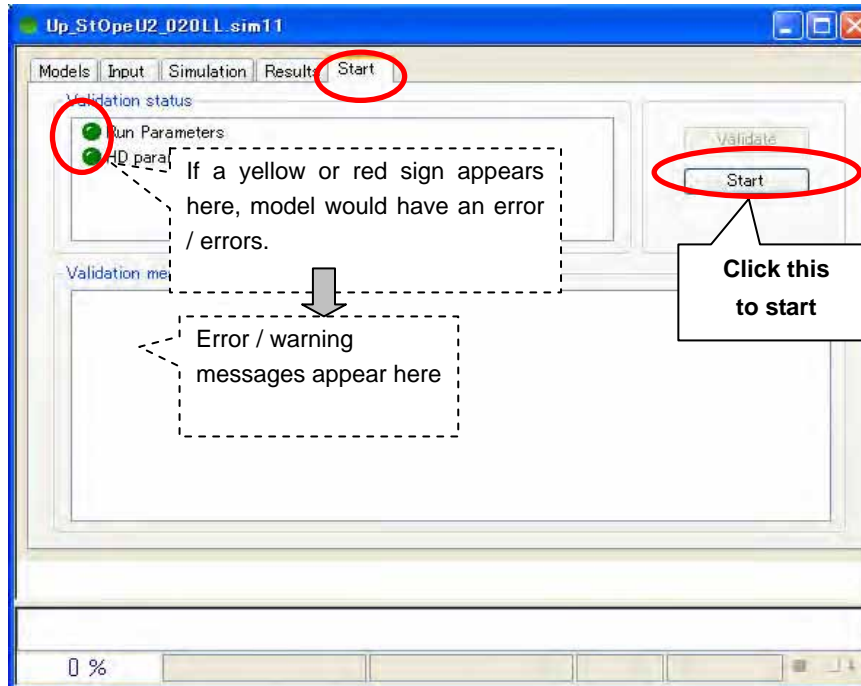 Up_StOpeU2_020LL.sim11
Models Input Simulation Results Start
Validation status
Run Parameters
HD para
Validate
Start
If a yellow or red sign appears
here, model would have an error
/ errors.
Click this
to start
Validation me
Error / warning
messages appear here
0 %